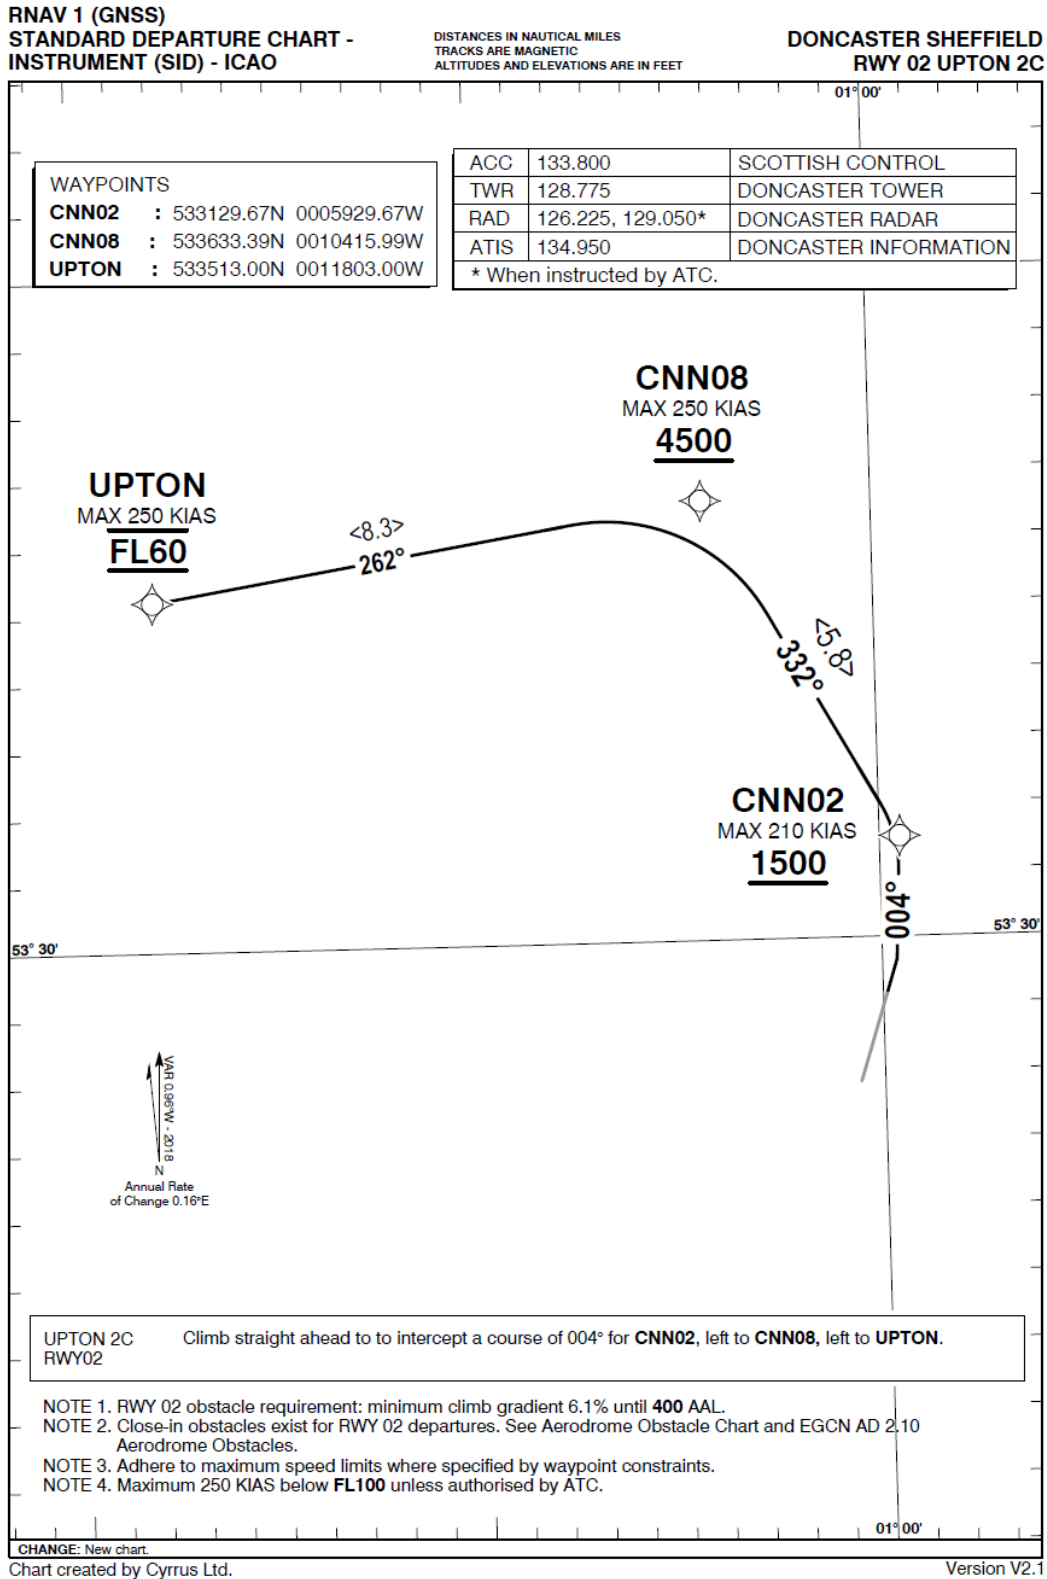 RNAV 1 (GNSS)
STANDARD DEPARTURE CHART -
INSTRUMENT (SID) - ICAO
DISTANCES IN NAUTICAL MILES
TRACKS ARE MAGNETIC
ALTITUDES AND ELEVATIONS ARE IN FEET
DONCASTER SHEFFIELD
RWY 02 UPTON 2C
01° 00'
WAYPOINTS
CNN02 : 533129.67N 0005929.67W
CNN08 : 533633.39N 0010415.99W
UPTON : 533513.00N 0011803.00W
ACC 133.800 SCOTTISH CONTROL
TWR 128.775 DONCASTER TOWER
RAD 126.225, 129.050* DONCASTER RADAR
ATIS 134.950 DONCASTER INFORMATION
* When instructed by ATC.
CNN08
MAX 250 KIAS
4500
UPTON
MAX 250 KIAS
FL60
<8.3>
262°
<5.8>
332°
CNN02
MAX 210 KIAS
1500
004°
53° 30'
53° 30'
VAR 0.96°W - 2018
N
Annual Rate
of Change 0.16°E
UPTON 2C Climb straight ahead to to intercept a course of 004° for CNN02, left to CNN08, left to UPTON.
RWY02
NOTE 1. RWY 02 obstacle requirement: minimum climb gradient 6.1% until 400 AAL.
NOTE 2. Close-in obstacles exist for RWY 02 departures. See Aerodrome Obstacle Chart and EGCN AD 2.10
Aerodrome Obstacles.
NOTE 3. Adhere to maximum speed limits where specified by waypoint constraints.
NOTE 4. Maximum 250 KIAS below FL100 unless authorised by ATC.
01° 00'
CHANGE: New chart.
Chart created by Cyrrus Ltd.
Version V2.1